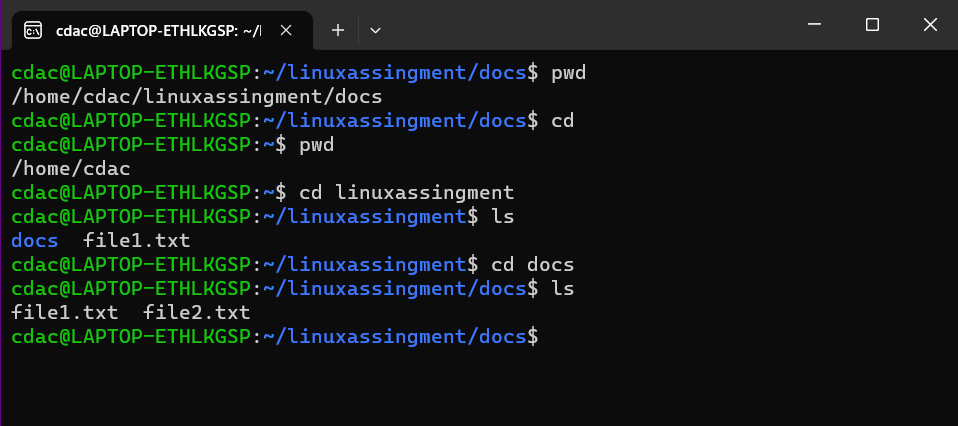 cdac@LAPTOP-ETHLKGSP: ~/l
cdac@LAPTOP-ETHLKGSP:~/linuxassingment/docs$ pwd
/home/cdac/linuxassingment/docs
cdac@LAPTOP-ETHLKGSP:~/linuxassingment/docs$ cd
cdac@LAPTOP-ETHLKGSP:~$ pwd
/home/cdac
cdac@LAPTOP-ETHLKGSP:~$ cd linuxassingment
cdac@LAPTOP-ETHLKGSP:~/linuxassingment$ ls
docs  file1.txt
cdac@LAPTOP-ETHLKGSP:~/linuxassingment$ cd docs
cdac@LAPTOP-ETHLKGSP:~/linuxassingment/docs$ ls
file1.txt  file2.txt
cdac@LAPTOP-ETHLKGSP:~/linuxassingment/docs$